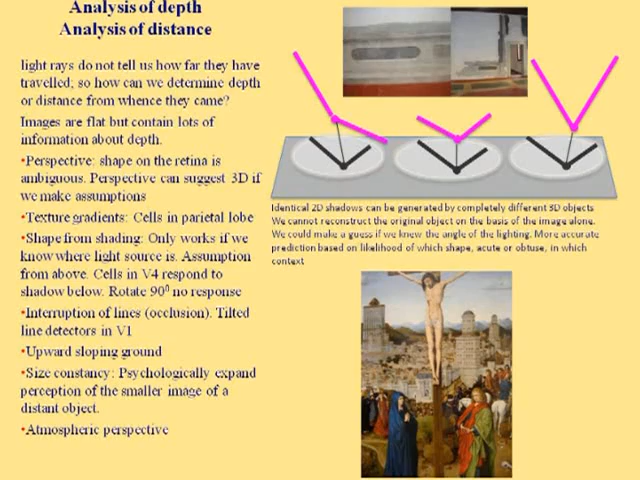 Analysis of depth
Analysis of distance
light rays do not tell us how far they have
travelled; so how can we determine depth
or distance from whence they came?
Images are flat but contain lots of
information about depth.
•Perspective: shape on the retina is
ambiguous. Perspective can suggest 3D if
we make assumptions
•Texture gradients: Cells in parietal lobe
•Shape from shading: Only works if we
know where light source is. Assumption
from above. Cells in V4 respond to
shadow below. Rotate 90⁰ no response
•Interruption of lines (occlusion). Tilted
line detectors in V1
•Upward sloping ground
•Size constancy: Psychologically expand
perception of the smaller image of a
distant object.
•Atmospheric perspective
Identical 2D shadows can be generated by completely different 3D objects
We cannot reconstruct the original object on the basis of the image alone.
We could make a guess if we knew the angle of the lighting. More accurate
prediction based on likelihood of which shape, acute or obtuse, in which
context